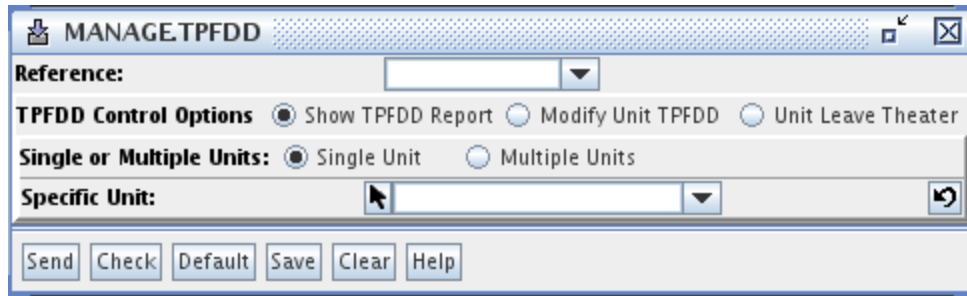 MANAGE.TPFDD
Reference:
TPFDD Control Options Show TPFDD Report Modify Unit TPFDD Unit Leave Theater
Single or Multiple Units: Single Unit Multiple Units
Specific Unit:
Send Check Default Save Clear Help